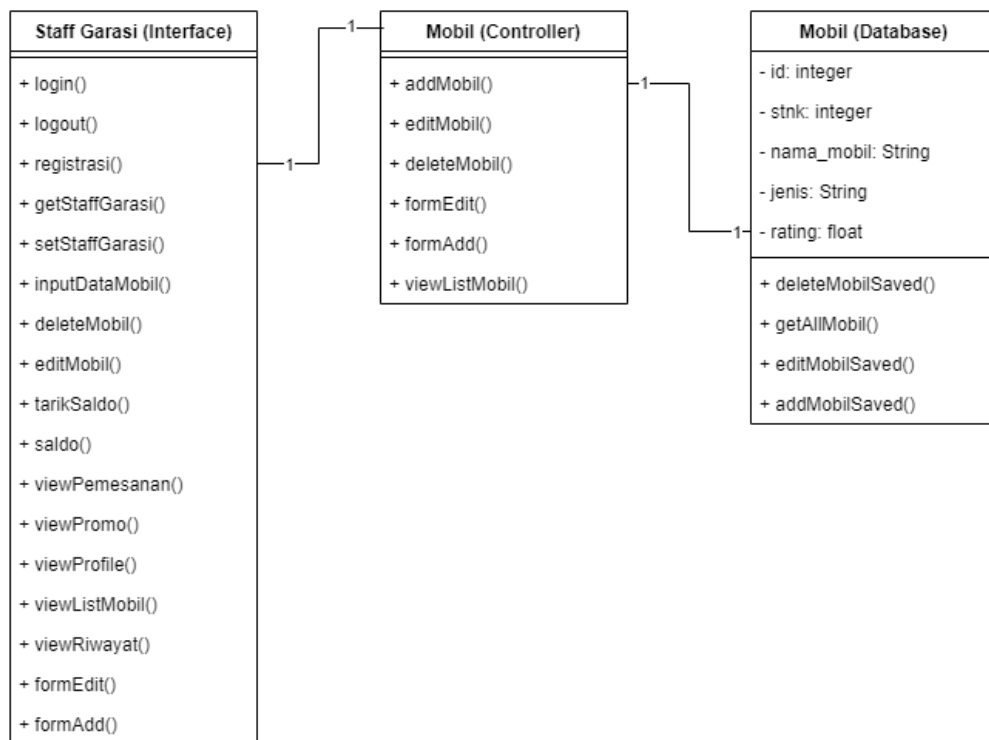 Staff Garasi (Interface)
+ login()
+ logout()
+ registrasi()
+ getStaffGarasi()
+ setStaffGarasi()
+ inputDataMobil()
+ deleteMobil()
+ editMobil()
+ tarikSaldo()
+ saldo()
+ viewPemesanan()
+ viewPromo()
+ viewProfile()
+ viewListMobil()
+ viewRiwayat()
+ formEdit()
+ formAdd()
1
1
Mobil (Controller)
+ addMobil()
+ editMobil()
+ deleteMobil()
+ formEdit()
+ formAdd()
+ viewListMobil()
1
1
Mobil (Database)
- id: integer
- stnk: integer
- nama_mobil: String
- jenis: String
- rating: float
+ deleteMobilSaved()
+ getAllMobil()
+ editMobilSaved()
+ addMobilSaved()